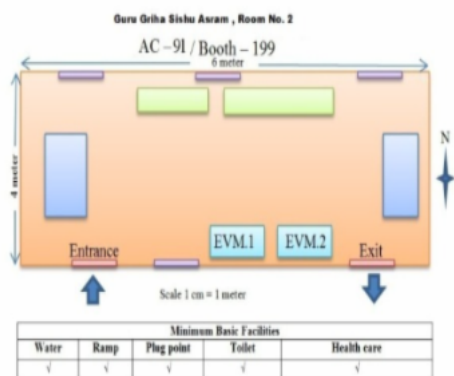 Guru Griha Sishu Asram , Room No. 2
AC – 91 / Booth – 199
6 meter
4 meter
N
EVM.1 EVM.2
Entrance Exit
Scale 1 cm = 1 meter
Minimum Basic Facilities
Water Ramp Plug point Toilet Health care
√ √ √ √ √